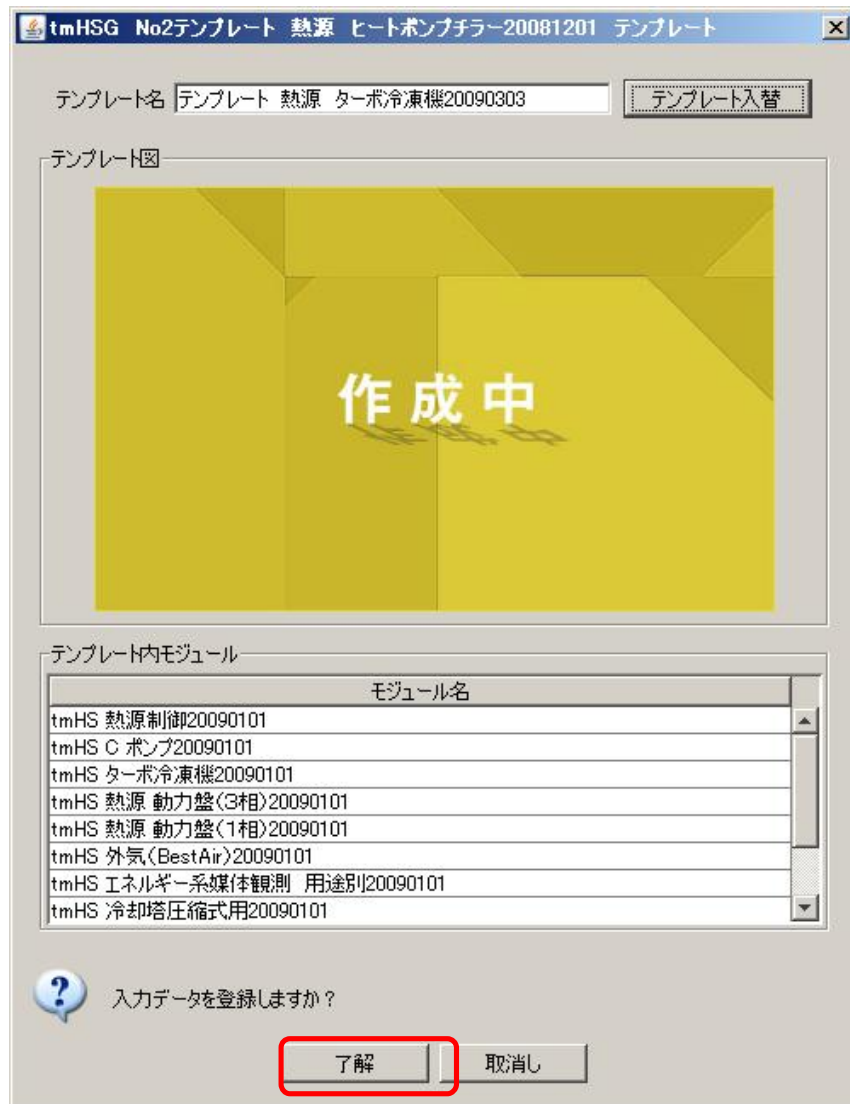 tmHSG No2テンプレート 熱源 ヒートポンプチラー20081201 テンプレート
テンプレート名 テンプレート 熱源 ターボ冷凍機20090303 テンプレート入替
テンプレート図
作成中
テンプレート内モジュール
モジュール名
tmHS 熱源制御20090101
tmHS C ポンプ20090101
tmHS ターボ冷凍機20090101
tmHS 熱源 動力盤(3相)20090101
tmHS 熱源 動力盤(1相)20090101
tmHS 外気(BestAir)20090101
tmHS エネルギー系媒体観測 用途別20090101
tmHS 冷却塔圧縮式用20090101
入力データを登録しますか?
了解 取消し